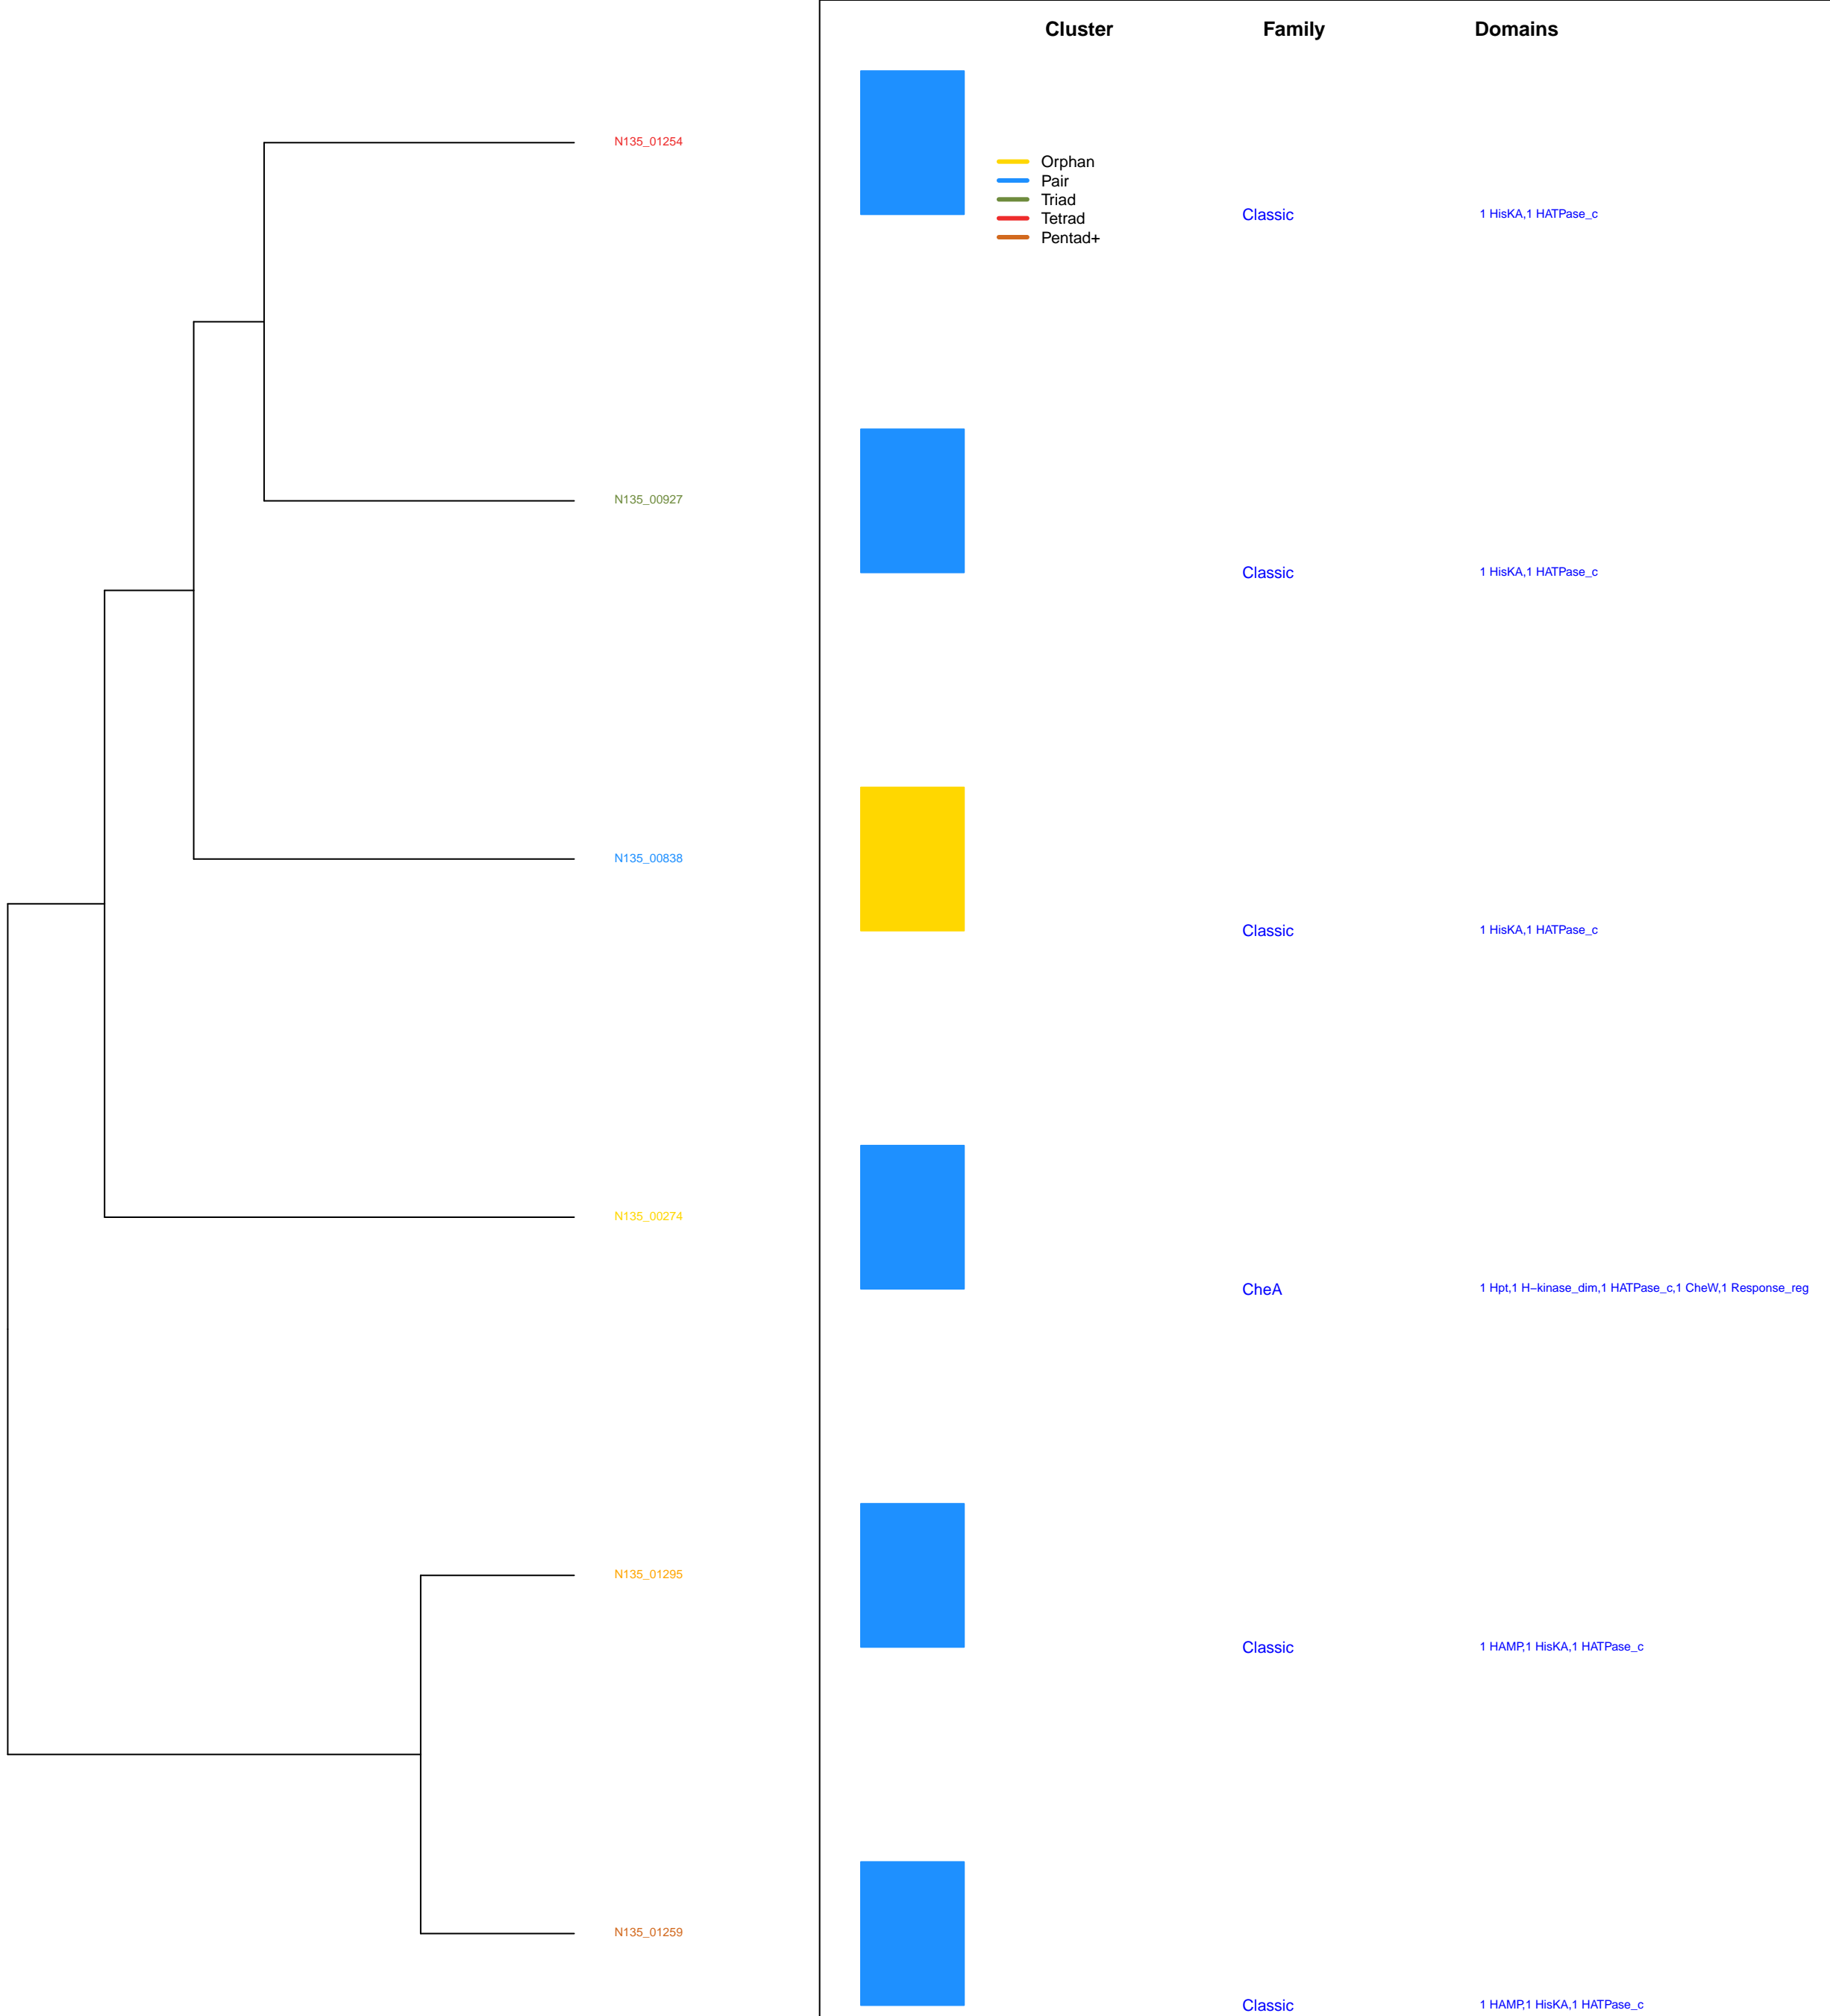 Cluster Family Domains
N135_01254
Orphan
Pair
Triad
Tetrad
Pentad+
Classic 1 HisKA,1 HATPase_c
N135_00927
Classic 1 HisKA,1 HATPase_c
N135_00838
Classic 1 HisKA,1 HATPase_c
N135_00274
CheA 1 Hpt,1 H−kinase_dim,1 HATPase_c,1 CheW,1 Response_reg
N135_01295
Classic 1 HAMP,1 HisKA,1 HATPase_c
N135_01259
Classic 1 HAMP,1 HisKA,1 HATPase_c